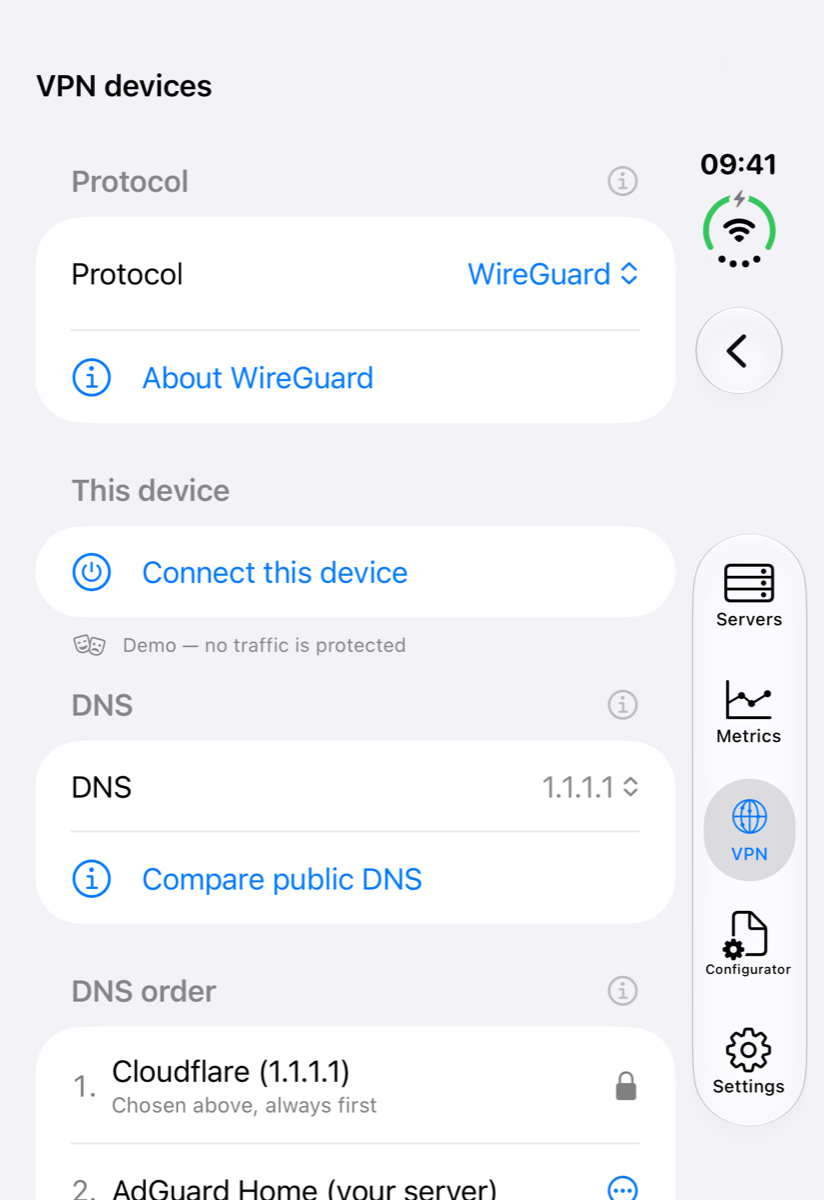 VPN devices
09:41
Protocol
Protocol
WireGuard
About WireGuard
This device
Connect this device
Demo — no traffic is protected
DNS
DNS
1.1.1.1
Compare public DNS
DNS order
1.
Cloudflare (1.1.1.1)
Chosen above, always first
2.
AdGuard Home (your server)
Servers
Metrics
VPN
Configurator
Settings